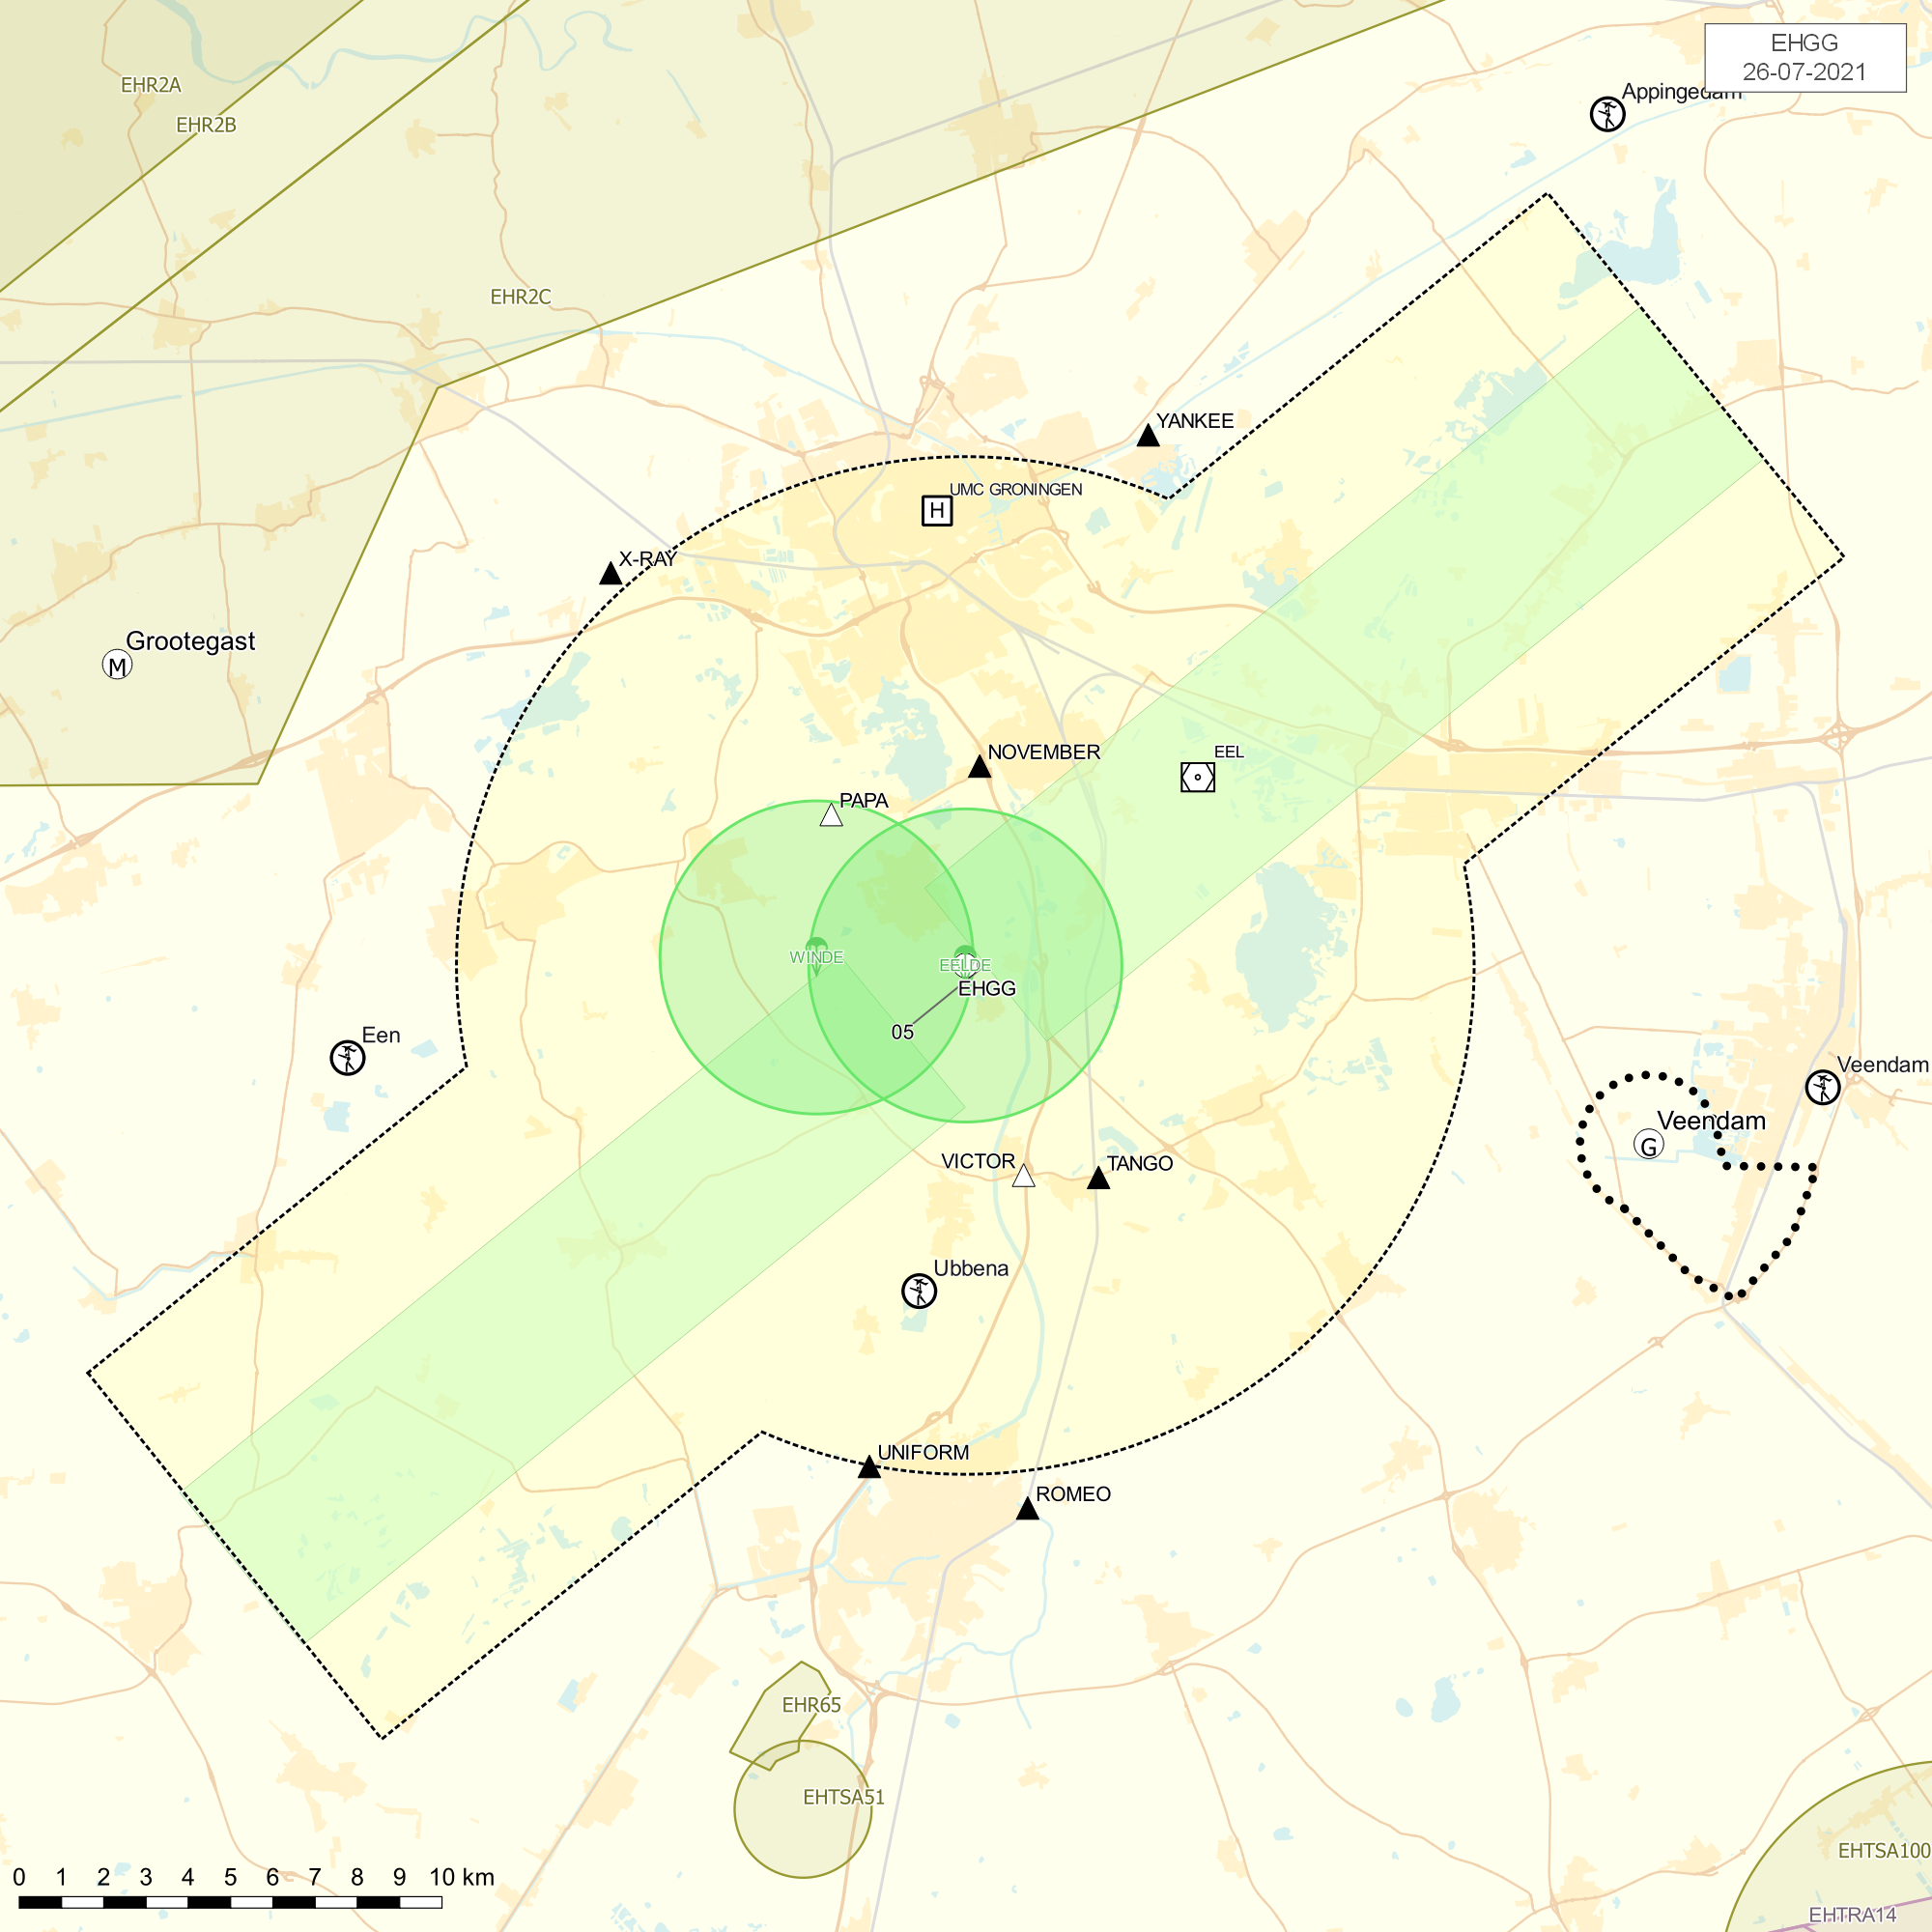 EHGG
26-07-2021
EHR2A
Appingedam
EHR2B
EHR2C
YANKEE
UMC GRONINGEN
H
X-RAY
Grootegast
M
NOVEMBER
EEL
PAPA
WINDE
EELDE
EHGG
05
Een
Veendam
Veendam
G
VICTOR
TANGO
Ubbena
UNIFORM
ROMEO
EHR65
EHTSA51
EHTSA100
0 1 2 3 4 5 6 7 8 9 10 km
EHTRA14